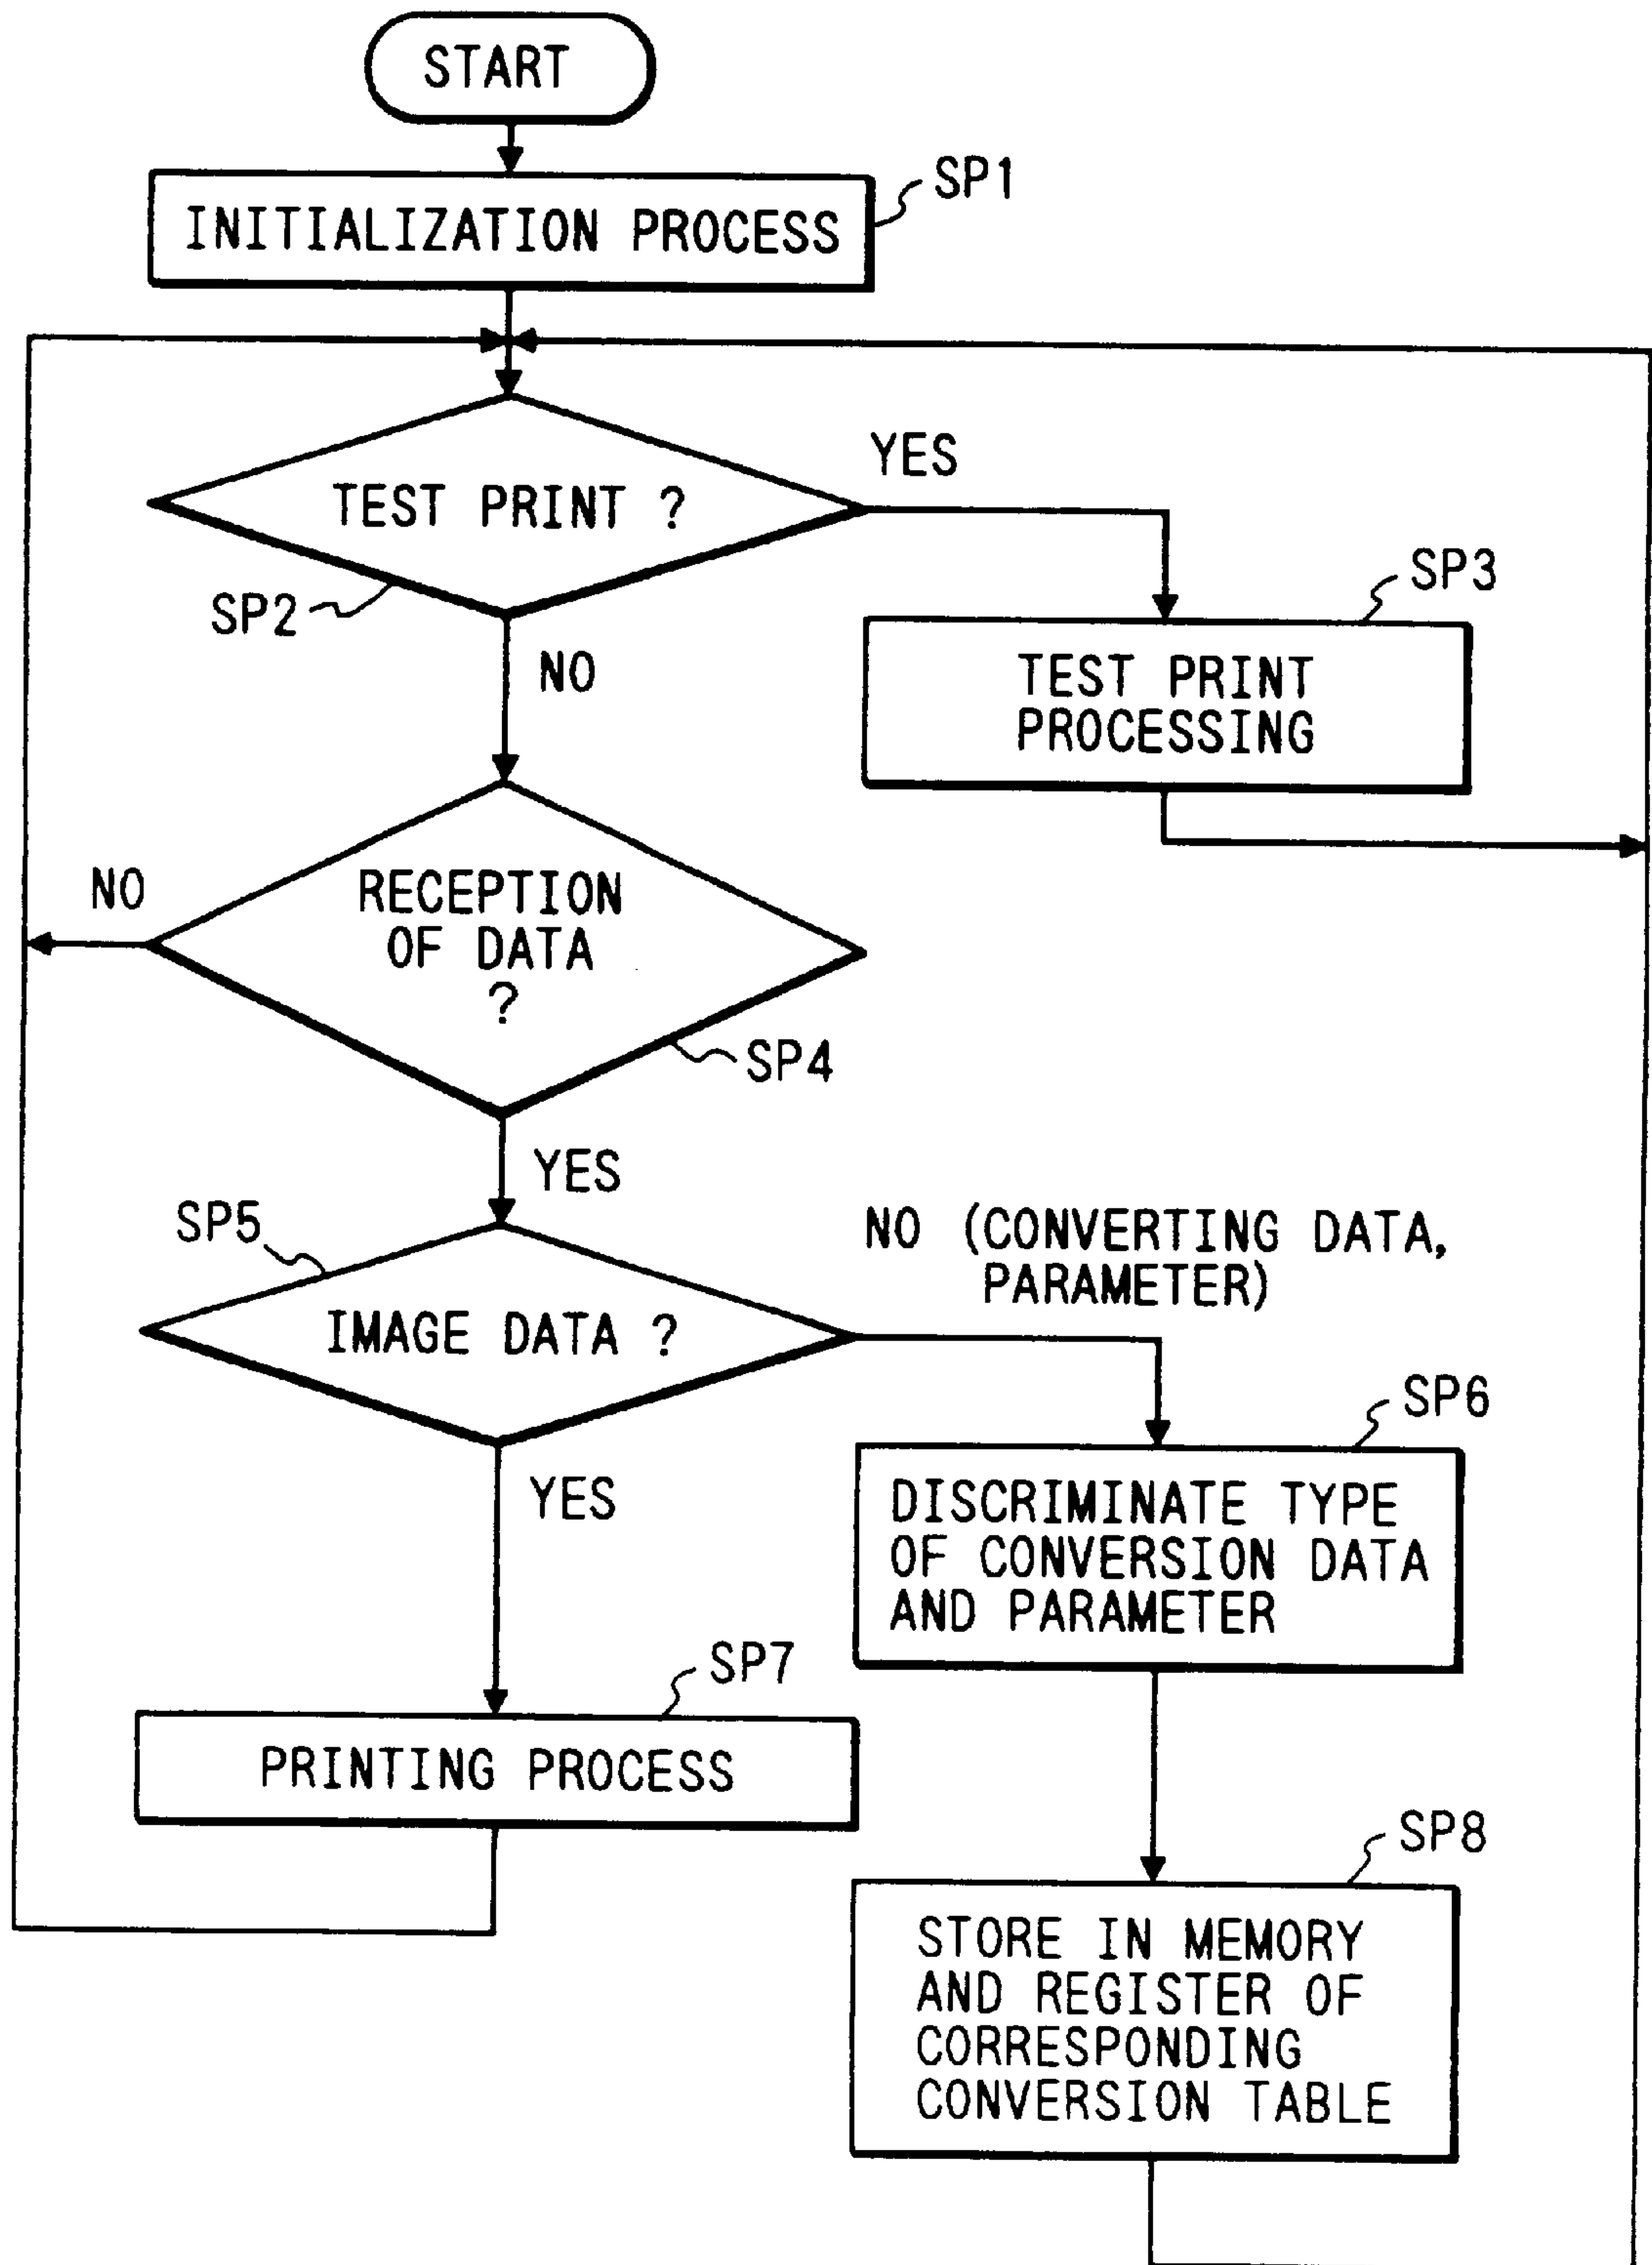 START
SP1
INITIALIZATION PROCESS
YES
TEST PRINT ?
SP2
SP3
NO
TEST PRINT
PROCESSING
NO
RECEPTION
OF DATA
?
SP4
YES
SP5
NO (CONVERTING DATA,
PARAMETER)
IMAGE DATA ?
SP6
YES
DISCRIMINATE TYPE
OF CONVERSION DATA
AND PARAMETER
SP7
PRINTING PROCESS
SP8
STORE IN MEMORY
AND REGISTER OF
CORRESPONDING
CONVERSION TABLE